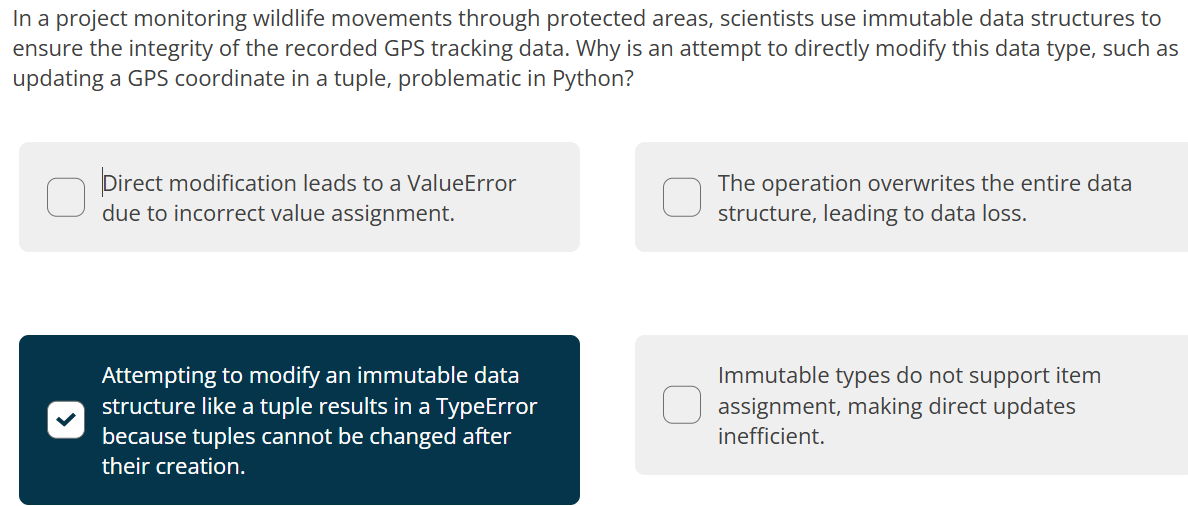 In a project monitoring wildlife movements through protected areas, scientists use immutable data structures to
ensure the integrity of the recorded GPS tracking data. Why is an attempt to directly modify this data type, such as
updating a GPS coordinate in a tuple, problematic in Python?
Direct modification leads to a ValueError
due to incorrect value assignment.
The operation overwrites the entire data
structure, leading to data loss.
Attempting to modify an immutable data
structure like a tuple results in a TypeError
because tuples cannot be changed after
their creation.
Immutable types do not support item
assignment, making direct updates
inefficient.